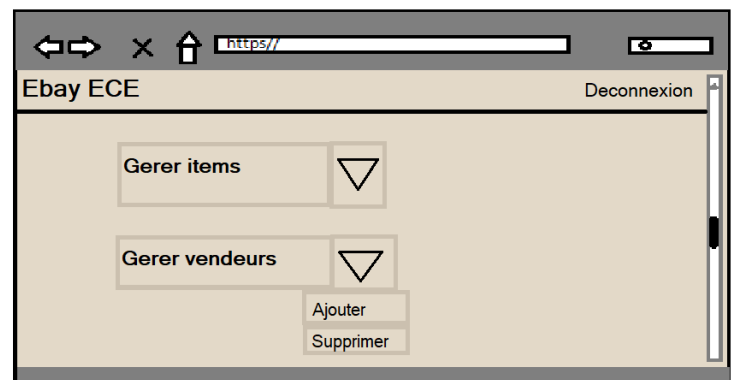 https//
Ebay ECE
Deconnexion
Gerer items
Gerer vendeurs
Ajouter
Supprimer